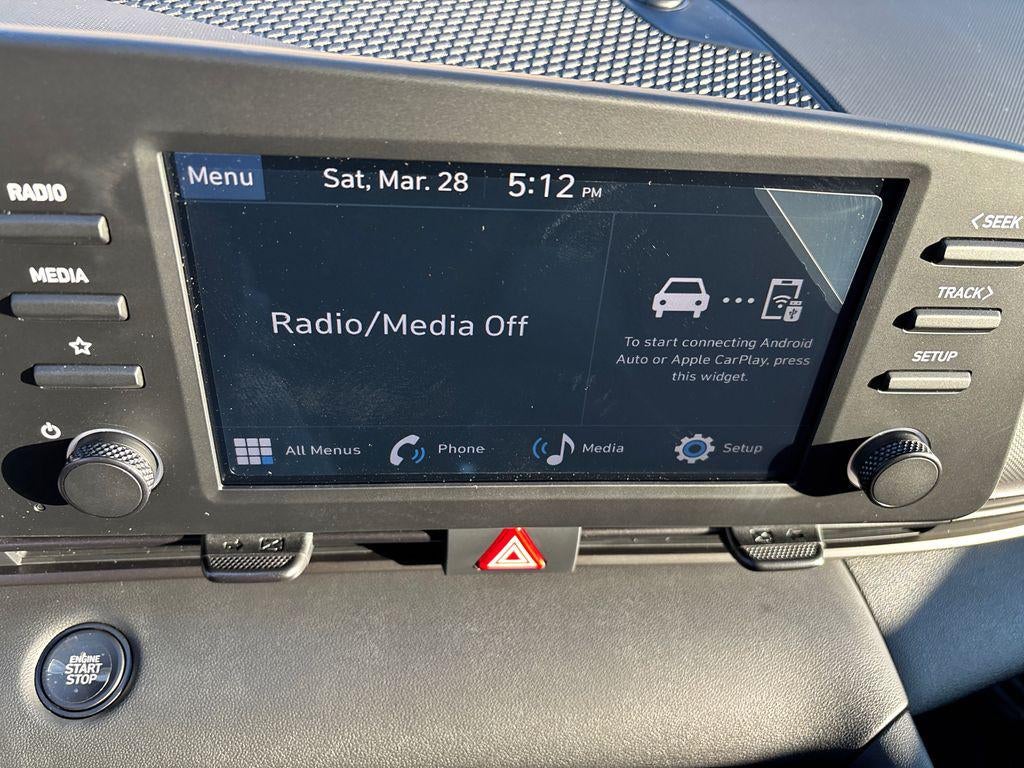 Menu
Sat, Mar. 28
5:12 PM
RADIO
MEDIA
<SEEK
TRACK>
SETUP
Radio/Media Off
To start connecting Android
Auto or Apple CarPlay, press
this widget.
All Menus
Phone
Media
Setup
ENGINE
START
STOP